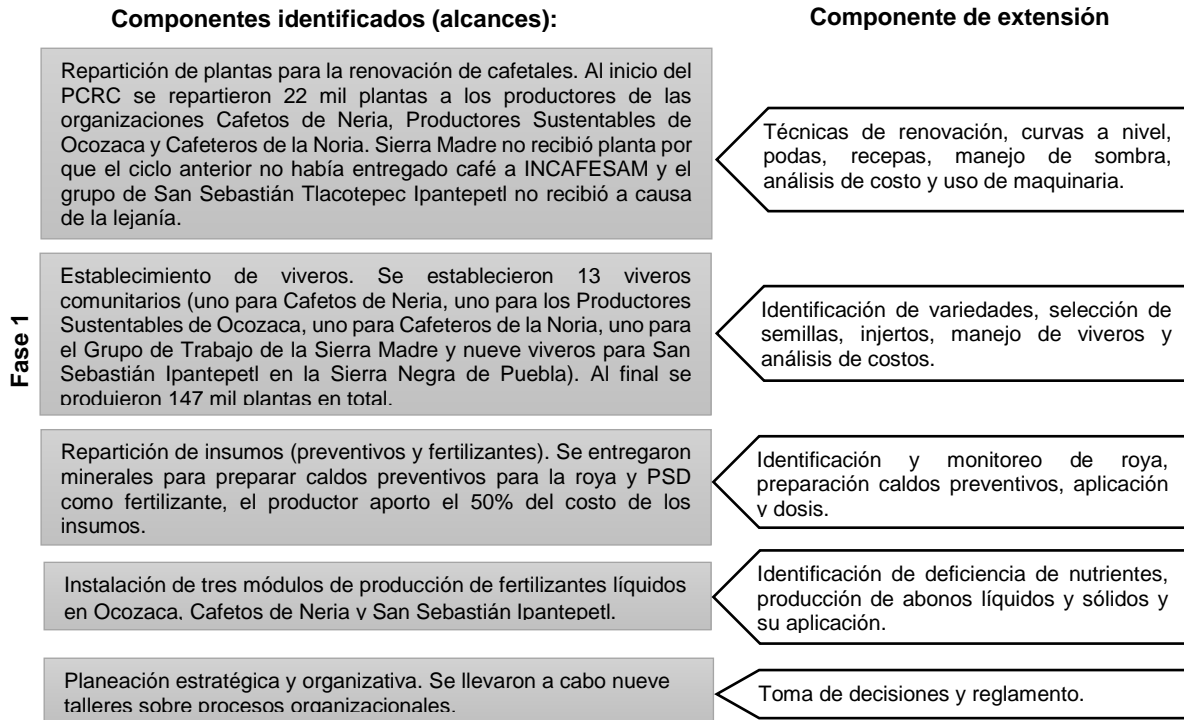 Componentes identificados (alcances):
Componente de extensión
Fase 1
Repartición de plantas para la renovación de cafetales. Al inicio del
PCRC se repartieron 22 mil plantas a los productores de las
organizaciones Cafetos de Neria, Productores Sustentables de
Ocozaca y Cafeteros de la Noria. Sierra Madre no recibió planta por
que el ciclo anterior no había entregado café a INCAFESAM y el
grupo de San Sebastián Tlacotepec Ipantepetl no recibió a causa
de la lejanía.
Técnicas de renovación, curvas a nivel,
podas, recepas, manejo de sombra,
análisis de costo y uso de maquinaria.
Establecimiento de viveros. Se establecieron 13 viveros
comunitarios (uno para Cafetos de Neria, uno para los Productores
Sustentables de Ocozaca, uno para Cafeteros de la Noria, uno para
el Grupo de Trabajo de la Sierra Madre y nueve viveros para San
Sebastián Ipantepetl en la Sierra Negra de Puebla). Al final se
produjeron 147 mil plantas en total.
Identificación de variedades, selección de
semillas, injertos, manejo de viveros y
análisis de costos.
Repartición de insumos (preventivos y fertilizantes). Se entregaron
minerales para preparar caldos preventivos para la roya y PSD
como fertilizante, el productor aporto el 50% del costo de los
insumos.
Identificación y monitoreo de roya,
preparación caldos preventivos, aplicación
y dosis.
Instalación de tres módulos de producción de fertilizantes líquidos
en Ocozaca, Cafetos de Neria y San Sebastián Ipantepetl.
Identificación de deficiencia de nutrientes,
producción de abonos líquidos y sólidos y
su aplicación.
Planeación estratégica y organizativa. Se llevaron a cabo nueve
talleres sobre procesos organizacionales.
Toma de decisiones y reglamento.